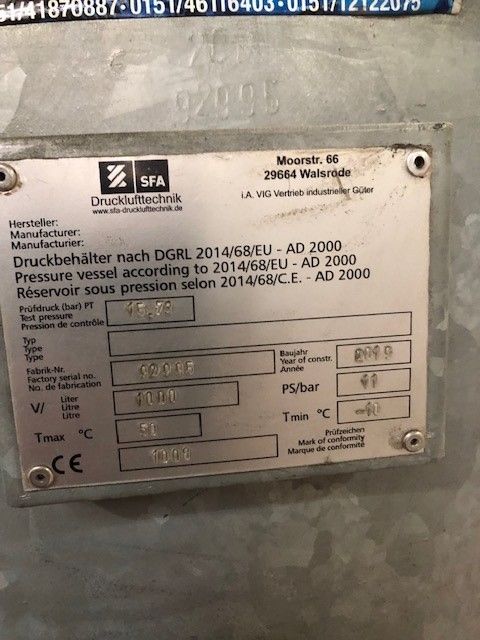 51/41870887·0151/46116403·0151/12122075
92995
SFA
Drucklufttechnik
www.sfa-drucklufttechnik.de
Moorstr. 66
29664 Walsrode
i.A. VIG Vertrieb industrieller Güter
Hersteller:
Manufacturer:
Manufacturier:
Druckbehälter nach DGRL 2014/68/EU - AD 2000
Pressure vessel according to 2014/68/EU - AD 2000
Réservoir sous pression selon 2014/68/C.E. - AD 2000
Prüfdruck (bar) PT
Test pressure
Pression de contrôle
Typ
Type
Type
Fabrik-Nr.
Factory serial no.
No. de fabrication
92995
Baujahr
Year of constr.
Année
2019
V/
Liter
Litre
Litre
1000
PS/bar
11
Tmax °C
50
Tmin °C
-10
CE
1008
Prüfzeichen
Mark of conformity
Marque de conformité